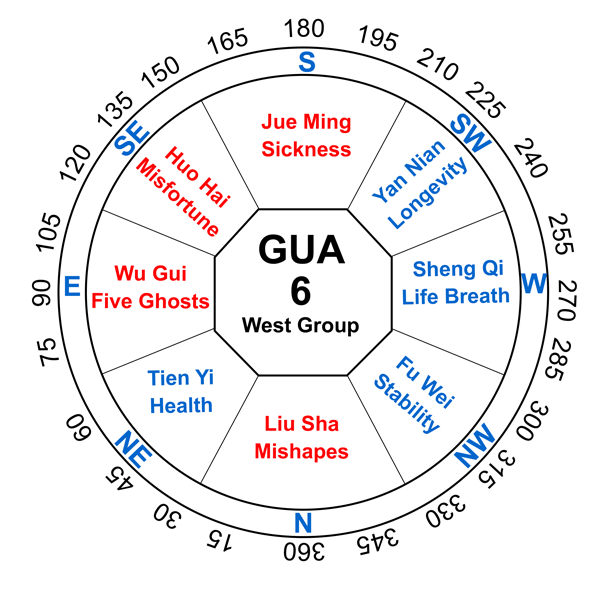 GUA
6
West Group
Jue Ming
Sickness
Yan Nian
Longevity
Sheng Qi
Life Breath
Fu Wei
Stability
Liu Sha
Mishapes
Tien Yi
Health
Wu Gui
Five Ghosts
Huo Hai
Misfortune
S
SW
W
NW
N
NE
E
SE
180
195
210
225
240
255
270
285
300
315
330
345
360
15
30
45
60
75
90
105
120
135
150
165